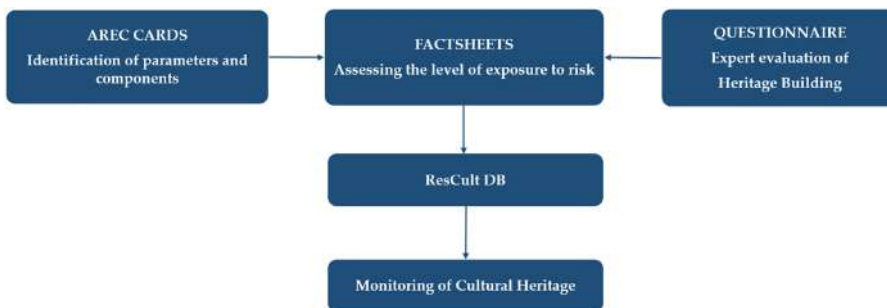 AREC CARDS
Identification of parameters and
components
FACTSHEETS
Assessing the level of exposure to risk
QUESTIONNAIRE
Expert evaluation of
Heritage Building
ResCult DB
Monitoring of Cultural Heritage